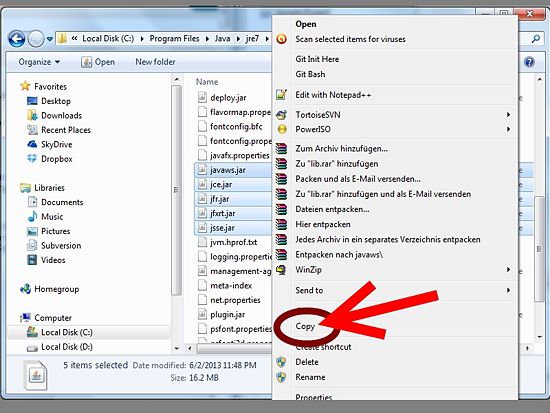 Local Disk (C:) Program Files Java jre7
Organize Open New folder
Favorites
Desktop
Downloads
Recent Places
SkyDrive
Dropbox
Libraries
Documents
Music
Pictures
Subversion
Videos
Homegroup
Computer
Local Disk (C:)
Local Disk (D:)
Name
deploy.jar
flavormap.prope
fontconfig.bfc
fontconfig.prope
javafx.properties
javaws.jar
jce.jar
jfr.jar
jfxrt.jar
jsse.jar
jvm.hprof.txt
logging.properties
management-ag
meta-index
net.properties
plugin.jar
psfont.properties
Open
Scan selected items for viruses
Git Init Here
Git Bash
Edit with Notepad++
TortoiseSVN
PowerISO
Zum Archiv hinzufügen...
Zu "lib.rar" hinzufügen
Packen und als E-Mail versenden...
Zu "lib.rar" hinzufügen und als E-Mail versenden
Dateien entpacken...
Hier entpacken
Jedes Archiv in ein separates Verzeichnis entpacken
Entpacken nach javaws\
WinZip
Send to
Copy
Create shortcut
Delete
Rename
Properties
5 items selected Date modified: 6/2/2013 11:48 PM
Size: 16.2 MB